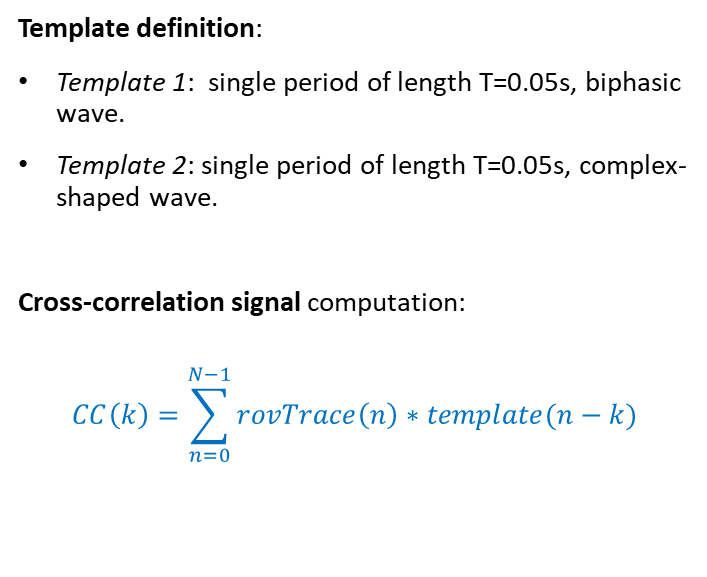 Template definition:
• Template 1: single period of length T=0.05s, biphasic
wave.
• Template 2: single period of length T=0.05s, complex-
shaped wave.
Cross-correlation signal computation:
N−1
CC(k) = ∑ rovTrace(n) * template(n − k)
n=0